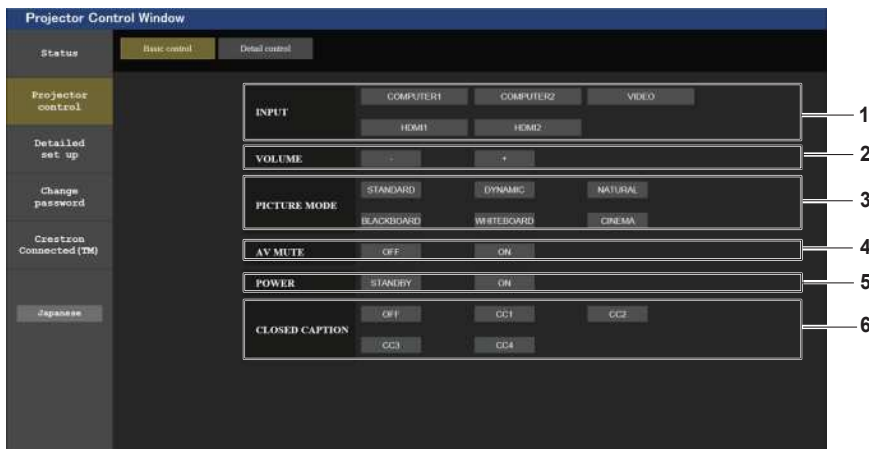 Projector Control Window
Status
Basic control
Detail control
Projector
control
Detailed
set up
Change
password
Crestron
Connected(TM)
Japanese
INPUT
COMPUTER1
COMPUTER2
VIDEO
HDMI1
HDMI2
1
VOLUME
-
+
2
PICTURE MODE
STANDARD
DYNAMIC
NATURAL
BLACKBOARD
WHITEBOARD
CINEMA
3
AV MUTE
OFF
ON
4
POWER
STANDBY
ON
5
CLOSED CAPTION
OFF
CC1
CC2
CC3
CC4
6